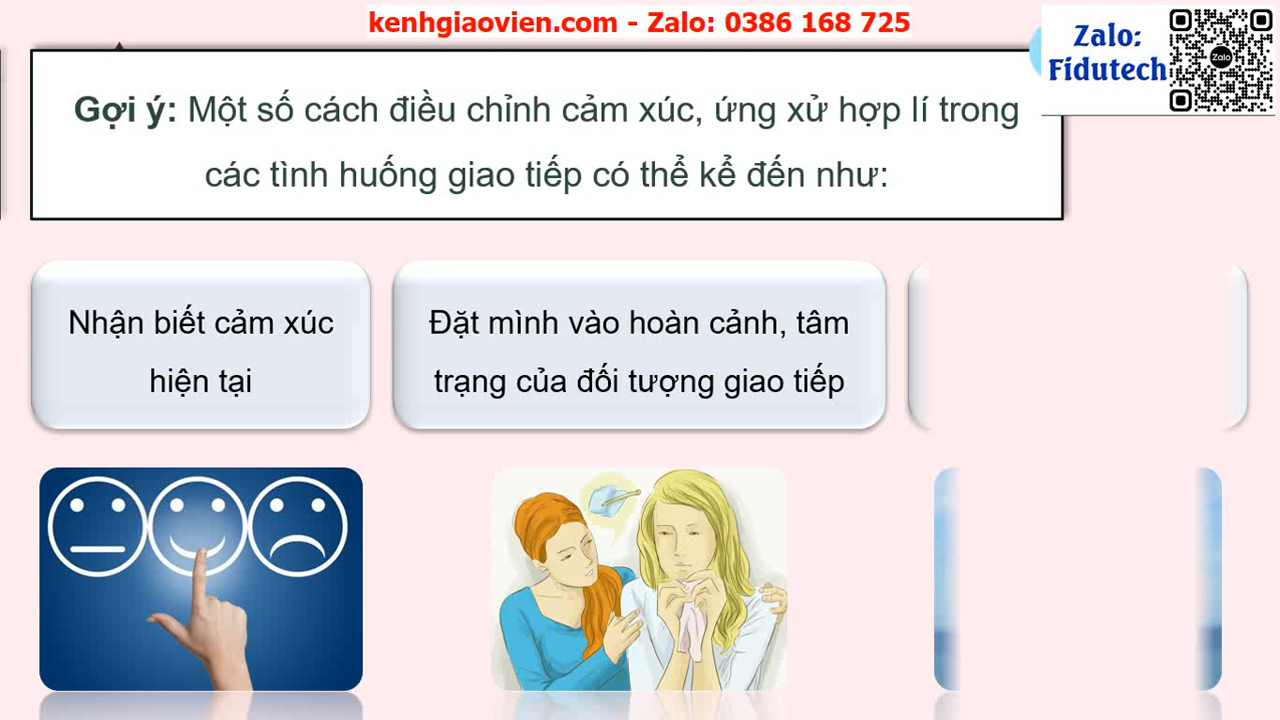 kenhgiaovien.com - Zalo: 0386 168 725
Zalo:
Fidutech
Zalo
Gợi ý: Một số cách điều chỉnh cảm xúc, ứng xử hợp lí trong
các tình huống giao tiếp có thể kể đến như:
Nhận biết cảm xúc
hiện tại
Đặt mình vào hoàn cảnh, tâm
trạng của đối tượng giao tiếp